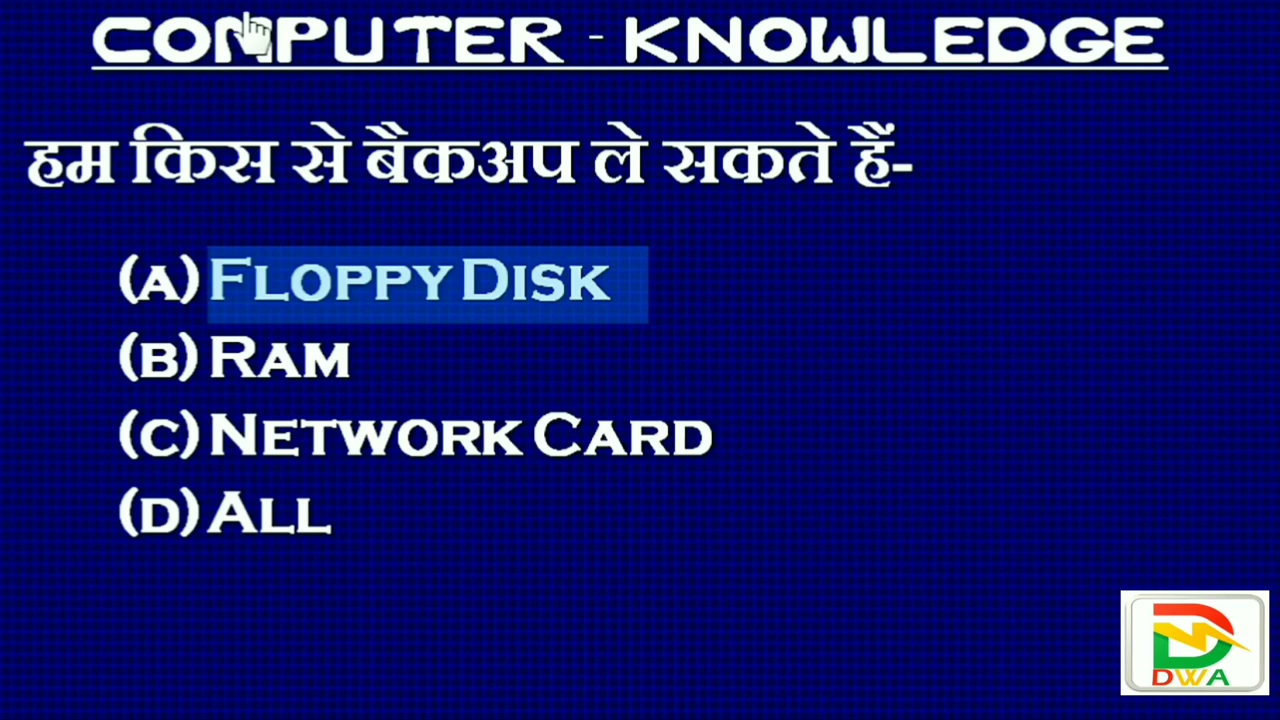 COMPUTER - KNOWLEDGE
हम किस से बैकअप ले सकते हैं-
(A) FLOPPY DISK
(B) RAM
(C) NETWORK CARD
(D) ALL
DWA